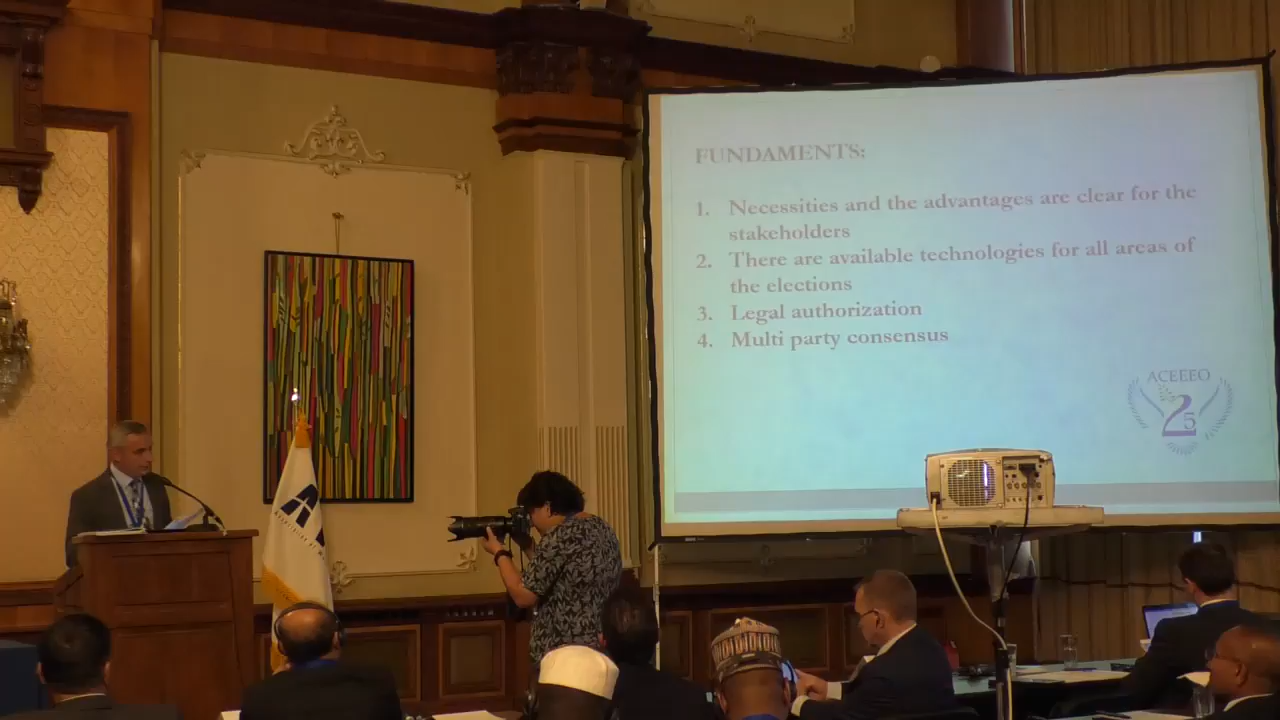 FUNDAMENTS:
1. Necessities and the advantages are clear for the
stakeholders
2. There are available technologies for all areas of
the elections
3. Legal authorization
4. Multi party consensus
ACEEEO
25